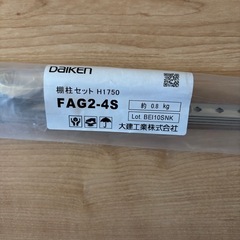 DAIKEN
棚柱セット H1750
FAG2-4S
約 0.8 kg
Lot. BEI10SNK
大建工業株式会社